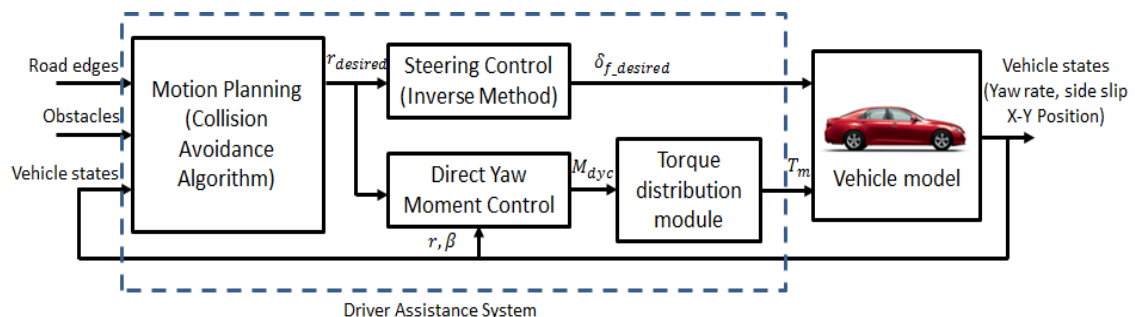 Road edges
Obstacles
Vehicle states
Motion Planning
(Collision
Avoidance
Algorithm)
r_desired
Steering Control
(Inverse Method)
δ_f_desired
Direct Yaw
Moment Control
r, β
M_dyc
Torque
distribution
module
T_m
Vehicle model
Vehicle states
(Yaw rate, side slip
X-Y Position)
Driver Assistance System